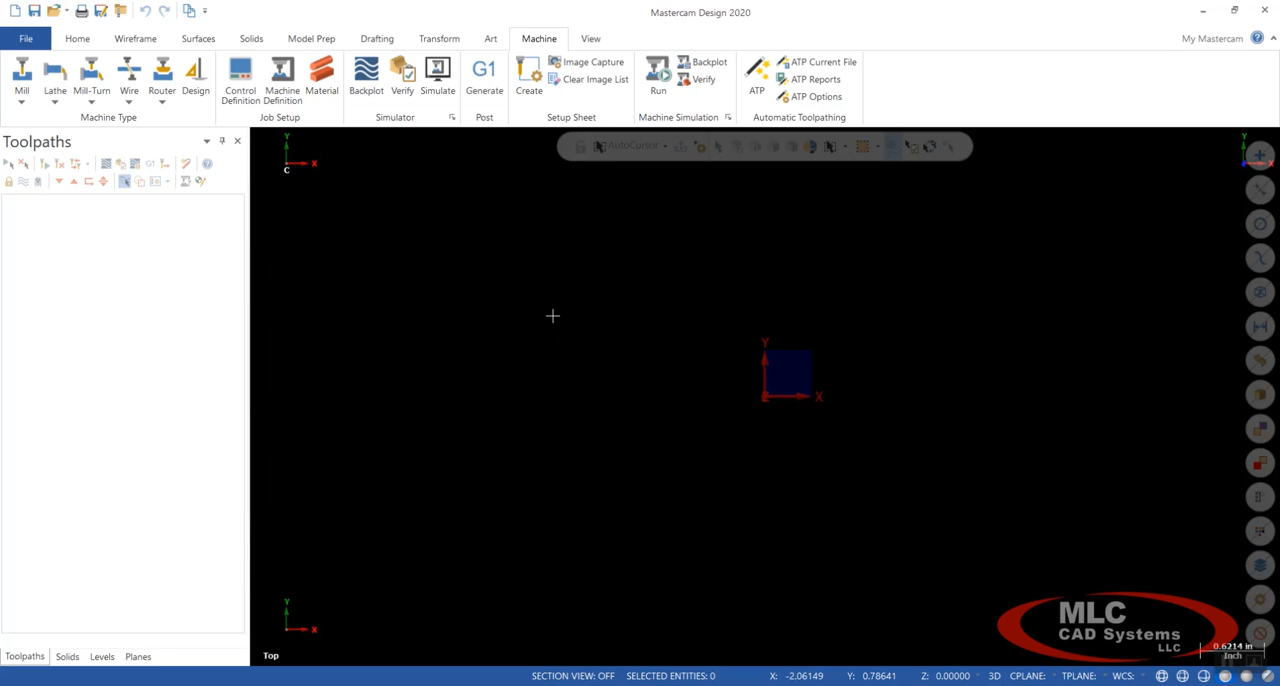 Mastercam Design 2020
File Home Wireframe Surfaces Solids Model Prep Drafting Transform Art Machine View My Mastercam
Mill Lathe Mill-Turn Wire Router Design
Machine Type
Control Definition Machine Definition Material
Job Setup
Backplot Verify Simulate
Simulator
G1 Generate
Post
Create Image Capture
Clear Image List
Setup Sheet
Run Backplot
Verify
Machine Simulation
ATP ATP Current File
ATP Reports
ATP Options
Automatic Toolpathing
Toolpaths
G1
AutoCursor
Y
X
C
Y
X
Y
X
Z
Y
X
Top
MLC
CAD Systems
LLC
0.6214 in
Inch
Toolpaths Solids Levels Planes
SECTION VIEW: OFF SELECTED ENTITIES: 0 X: -2.06149 Y: 0.78641 Z: 0.00000 3D CPLANE: TPLANE: WCS: